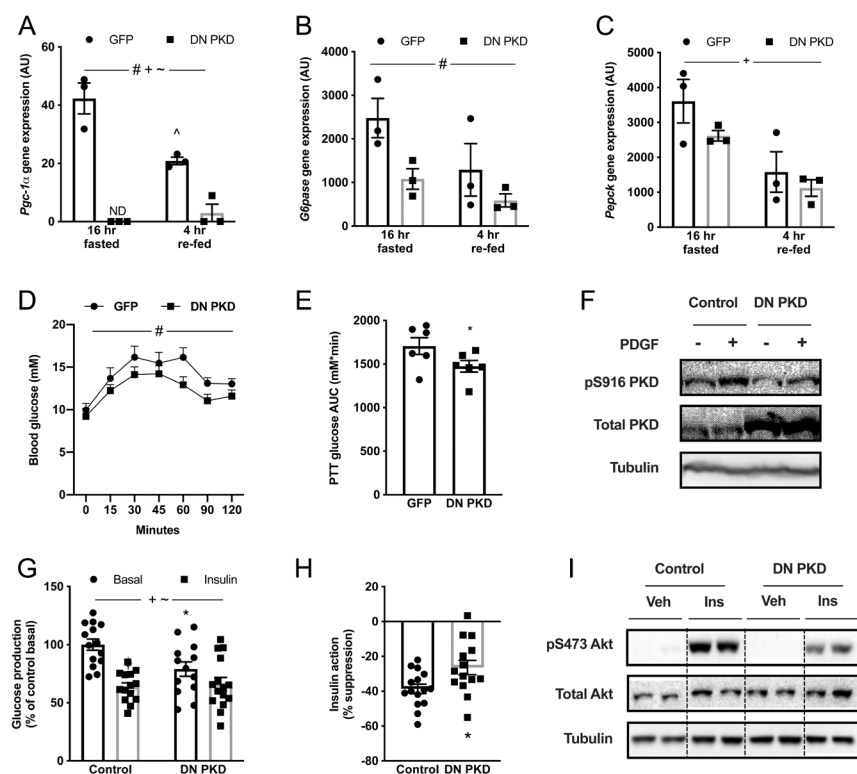 A
GFP
DN PKD
# + ~
^
ND
Pgc-1α gene expression (AU)
60
40
20
0
16 hr fasted
4 hr re-fed
B
GFP
DN PKD
#
G6pase gene expression (AU)
4000
3000
2000
1000
0
16 hr fasted
4 hr re-fed
C
GFP
DN PKD
+
Pepck gene expression (AU)
5000
4000
3000
2000
1000
0
16 hr fasted
4 hr re-fed
D
GFP
DN PKD
#
Blood glucose (mM)
20
15
10
5
0
0 15 30 45 60 90 120
Minutes
E
*
PTT glucose AUC (mM*min)
2000
1500
1000
500
0
GFP DN PKD
F
Control DN PKD
PDGF - + - +
pS916 PKD
Total PKD
Tubulin
G
Basal
Insulin
+ ~
*
Glucose production
(% of control basal)
150
100
50
0
Control DN PKD
H
Insulin action
(% suppression)
20
0
-20
-40
-60
-80
*
Control DN PKD
I
Control DN PKD
Veh Ins Veh Ins
pS473 Akt
Total Akt
Tubulin